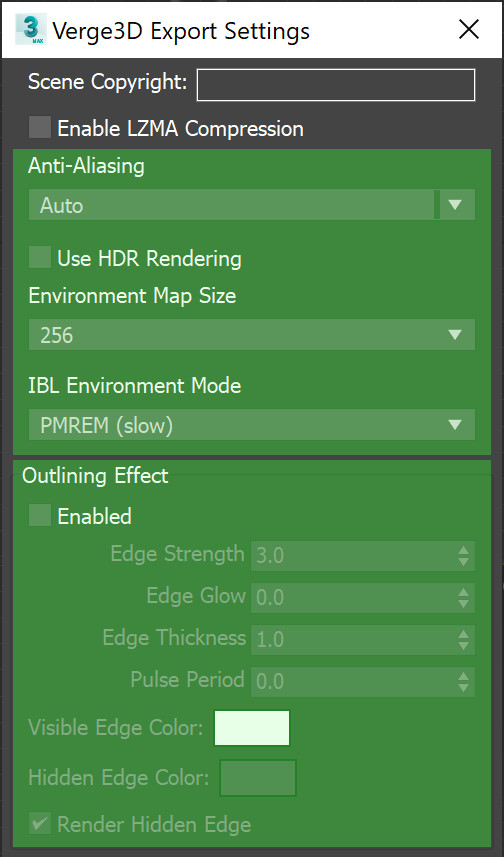 3 MAX Verge3D Export Settings
Scene Copyright:
Enable LZMA Compression
Anti-Aliasing
Auto
Use HDR Rendering
Environment Map Size
256
IBL Environment Mode
PMREM (slow)
Outlining Effect
Enabled
Edge Strength 3.0
Edge Glow 0.0
Edge Thickness 1.0
Pulse Period 0.0
Visible Edge Color:
Hidden Edge Color:
Render Hidden Edge